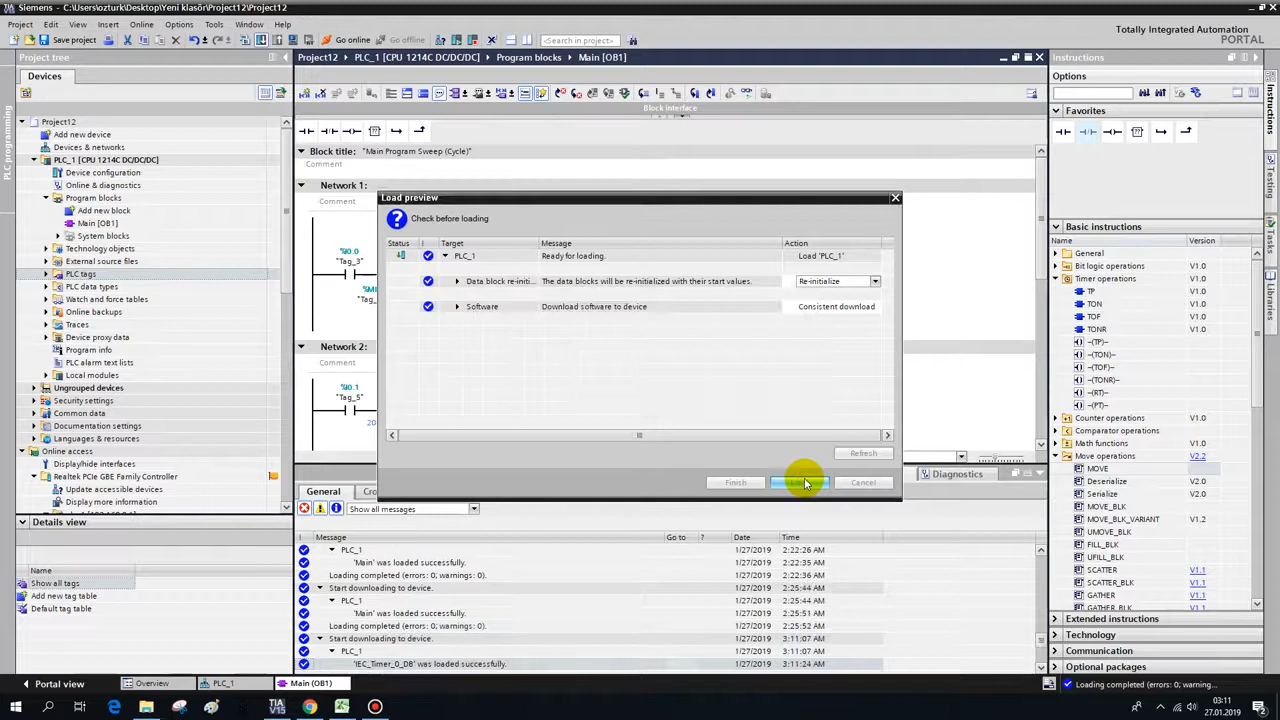 Siemens - C:\Users\ozturk\Desktop\Yeni klasör\Project12\Project12
Project Edit View Insert Online Options Tools Window Help
Totally Integrated Automation
PORTAL
Save project
Go online
Go offline
<Search in project>
Project tree
Project12 PLC_1 [CPU 1214C DC/DC/DC] Program blocks Main [OB1]
Instructions
Devices
Options
Block interface
Favorites
PLC programming
Project12
Add new device
Devices & networks
PLC_1 [CPU 1214C DC/DC/DC]
Device configuration
Online & diagnostics
Program blocks
Add new block
Main [OB1]
System blocks
Technology objects
External source files
PLC tags
PLC data types
Watch and force tables
Online backups
Traces
Device proxy data
Program info
PLC alarm text lists
Local modules
Ungrouped devices
Security settings
Common data
Documentation settings
Languages & resources
Online access
Display/hide interfaces
Realtek PCIe GBE Family Controller
Update accessible devices
Display more information
Details view
Name
Show all tags
Add new tag table
Default tag table
Block title: "Main Program Sweep (Cycle)"
Comment
Network 1:
Comment
%I0.0
"Tag_3"
Network 2:
Comment
%I0.1
"Tag_5"
20
Load preview
Check before loading
Status ! Target Message Action
PLC_1 Ready for loading. Load 'PLC_1'
Data block re-initi... The data blocks will be re-initialized with their start values. Re-initialize
Software Download software to device Consistent download
Refresh
Finish Cancel
Diagnostics
General
Show all messages
! Message Go to ? Date Time
PLC_1 1/27/2019 2:22:26 AM
'Main' was loaded successfully. 1/27/2019 2:22:35 AM
Loading completed (errors: 0; warnings: 0). 1/27/2019 2:22:36 AM
Start downloading to device. 1/27/2019 2:25:44 AM
PLC_1 1/27/2019 2:25:44 AM
'Main' was loaded successfully. 1/27/2019 2:25:51 AM
Loading completed (errors: 0; warnings: 0). 1/27/2019 2:25:52 AM
Start downloading to device. 1/27/2019 3:11:07 AM
PLC_1 1/27/2019 3:11:07 AM
'IEC_Timer_0_DB' was loaded successfully. 1/27/2019 3:11:24 AM
Basic instructions
Name Version
General
Bit logic operations V1.0
Timer operations V1.0
TP V1.0
TON V1.0
TOF V1.0
TONR V1.0
–(TP)–
–(TON)–
–(TOF)–
–(TONR)–
–(RT)–
–(PT)–
Counter operations V1.0
Comparator operations
Math functions V1.0
Move operations V2.2
MOVE
Deserialize V2.0
Serialize V2.0
MOVE_BLK
MOVE_BLK_VARIANT V1.2
UMOVE_BLK
FILL_BLK
UFILL_BLK
SCATTER V1.1
SCATTER_BLK
GATHER V1.1
GATHER_BLK
Extended instructions
Technology
Communication
Optional packages
Instructions
Testing
Tasks
Portal view
Overview
PLC_1
Main (OB1)
Loading completed (errors: 0; warning...
03:11
27.01.2019